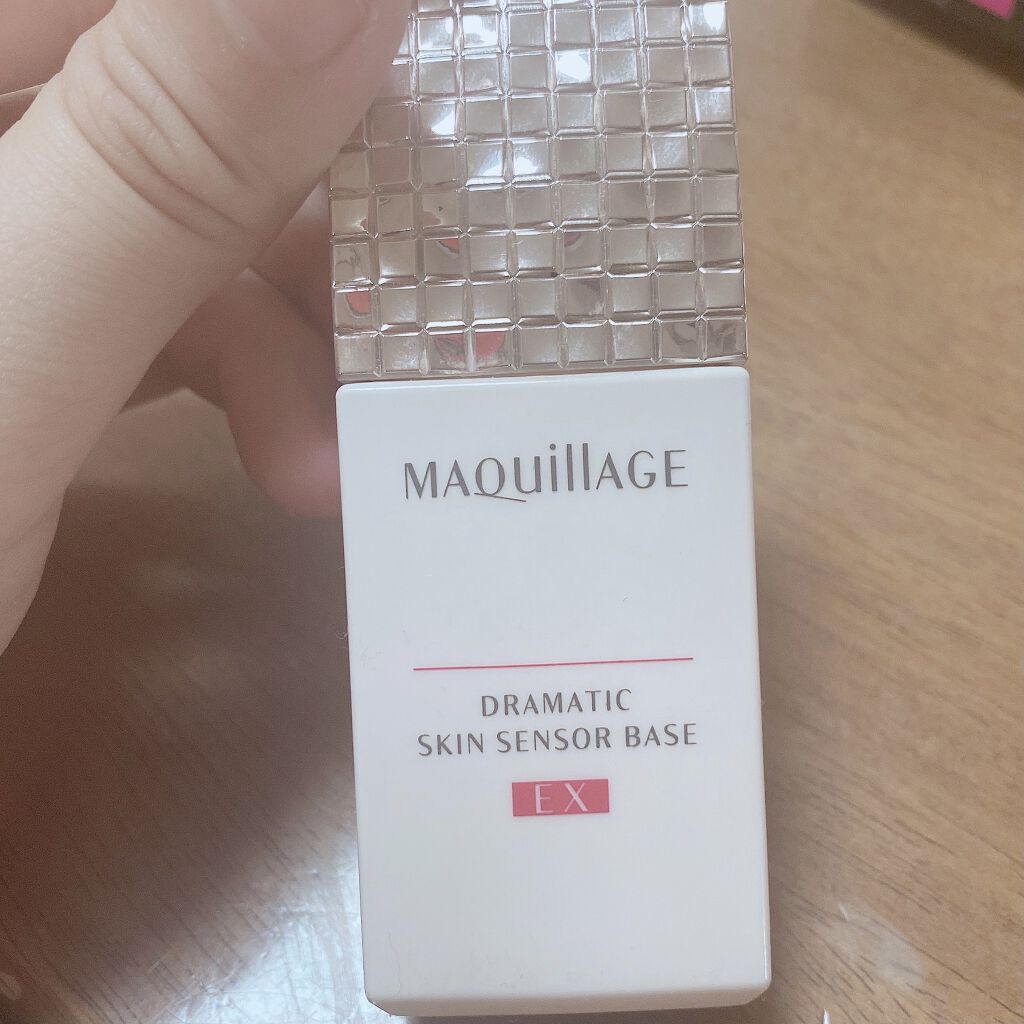 MAQuillAGE
DRAMATIC
SKIN SENSOR BASE
EX